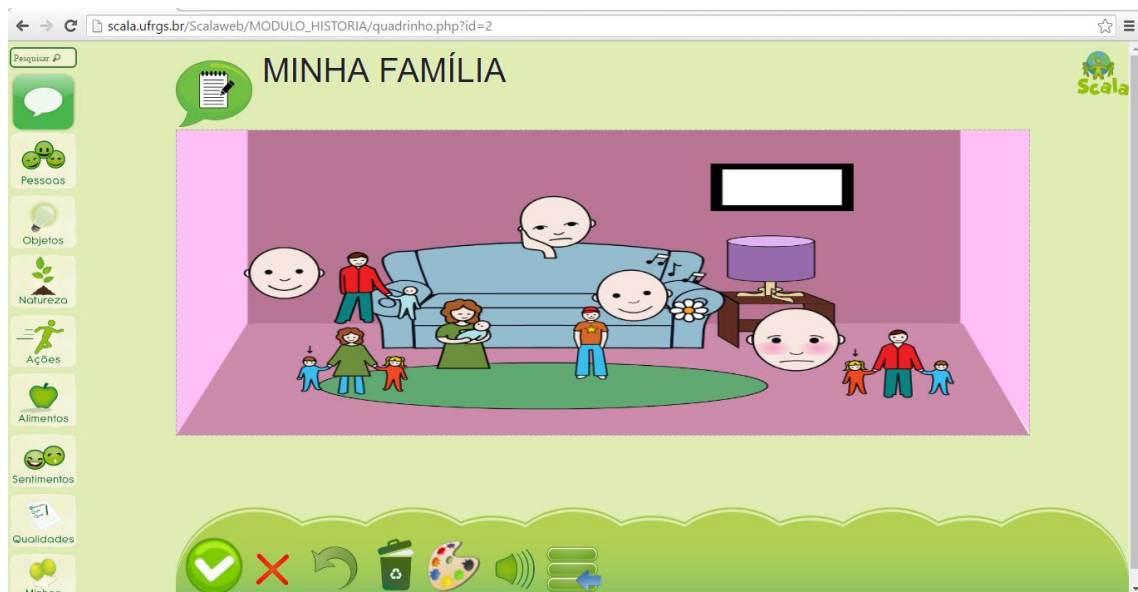 scala.ufrgs.br/Scalaweb/MODULO_HISTORIA/quadrinho.php?id=2
Pesquisar
MINHA FAMÍLIA
Scala
Pessoas
Objetos
Natureza
Ações
Alimentos
Sentimentos
Qualidades
Minhas